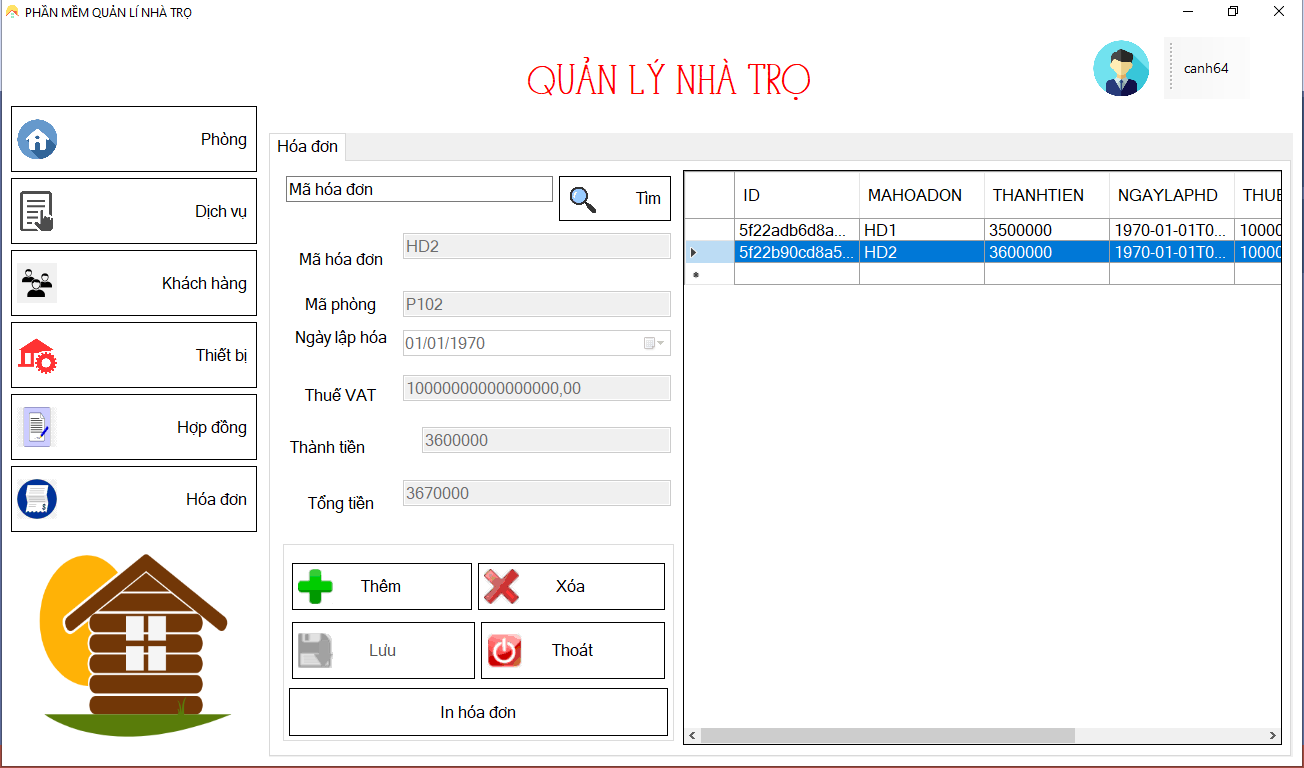 PHẦN MỀM QUẢN LÍ NHÀ TRỌ
QUẢN LÝ NHÀ TRỌ
canh64
Phòng
Dịch vụ
Khách hàng
Thiết bị
Hợp đồng
Hóa đơn
Hóa đơn
Mã hóa đơn
Tìm
Mã hóa đơn HD2
Mã phòng P102
Ngày lập hóa 01/01/1970
Thuế VAT 10000000000000000,00
Thành tiền 3600000
Tổng tiền 3670000
Thêm Xóa
Lưu Thoát
In hóa đơn
ID MAHOADON THANHTIEN NGAYLAPHD THUE
5f22adb6d8a... HD1 3500000 1970-01-01T0... 10000
5f22b90cd8a5... HD2 3600000 1970-01-01T0... 10000